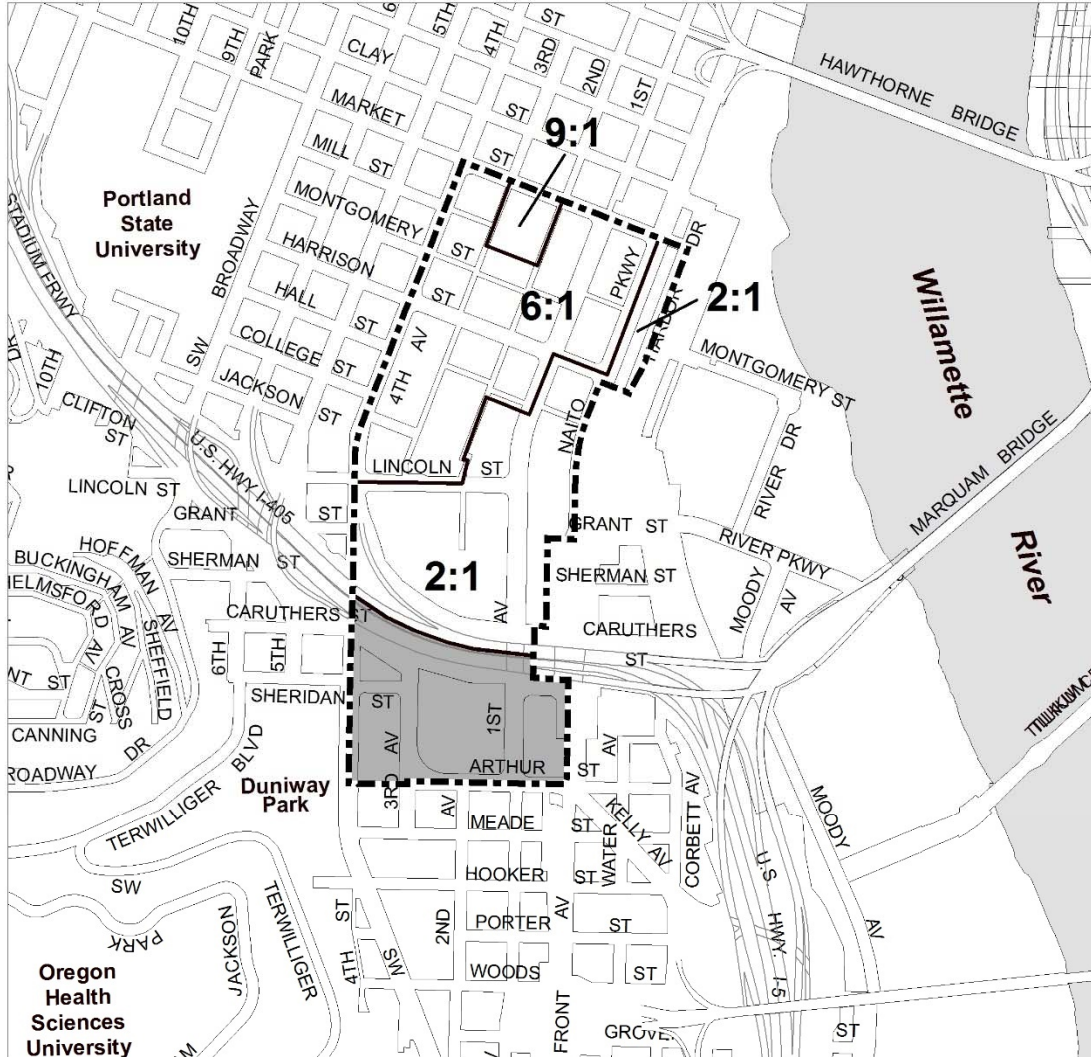 10TH
9TH
PARK
5TH
4TH
3RD
2ND
1ST
ST
CLAY
MARKET
ST
MILL
ST
MONTGOMERY
ST
HARRISON
ST
HALL
ST
COLLEGE
ST
JACKSON
ST
HAWTHORNE BRIDGE
9:1
6:1
2:1
PKWY
DR
Portland
State
University
BROADWAY
SW
STADIUM FRWY
4TH
AV
Willamette
River
MONTGOMERY ST
RIVER DR
NAITO
10TH
DR
CLIFTON
ST
U.S. HWY I-405
LINCOLN ST
LINCOLN ST
GRANT ST
SHERMAN ST
GRANT ST
SHERMAN ST
RIVER PKWY
MARQUAM BRIDGE
MOODY
AV
2:1
AV
HOFFMAN AV
BUCKINGHAM AV
HELMSFORD AV
SHEFFIELD
CROSS
ST
CARUTHERS ST
CARUTHERS
ST
6TH
5TH
SHERIDAN ST
CANNING
DR
BLVD
1ST
3RD AV
ARTHUR ST
AV
Duniway
Park
TERWILLIGER
AV
MEADE ST
KELLY AV
WATER
CORBETT AV
MOODY
AV
SW
PARK
JACKSON
TERWILLIGER
HOOKER ST
PORTER ST
WOODS ST
ST
4TH
SW
2ND
AV
FRONT
U.S HWY. I-5
ST
Oregon
Health
Sciences
University